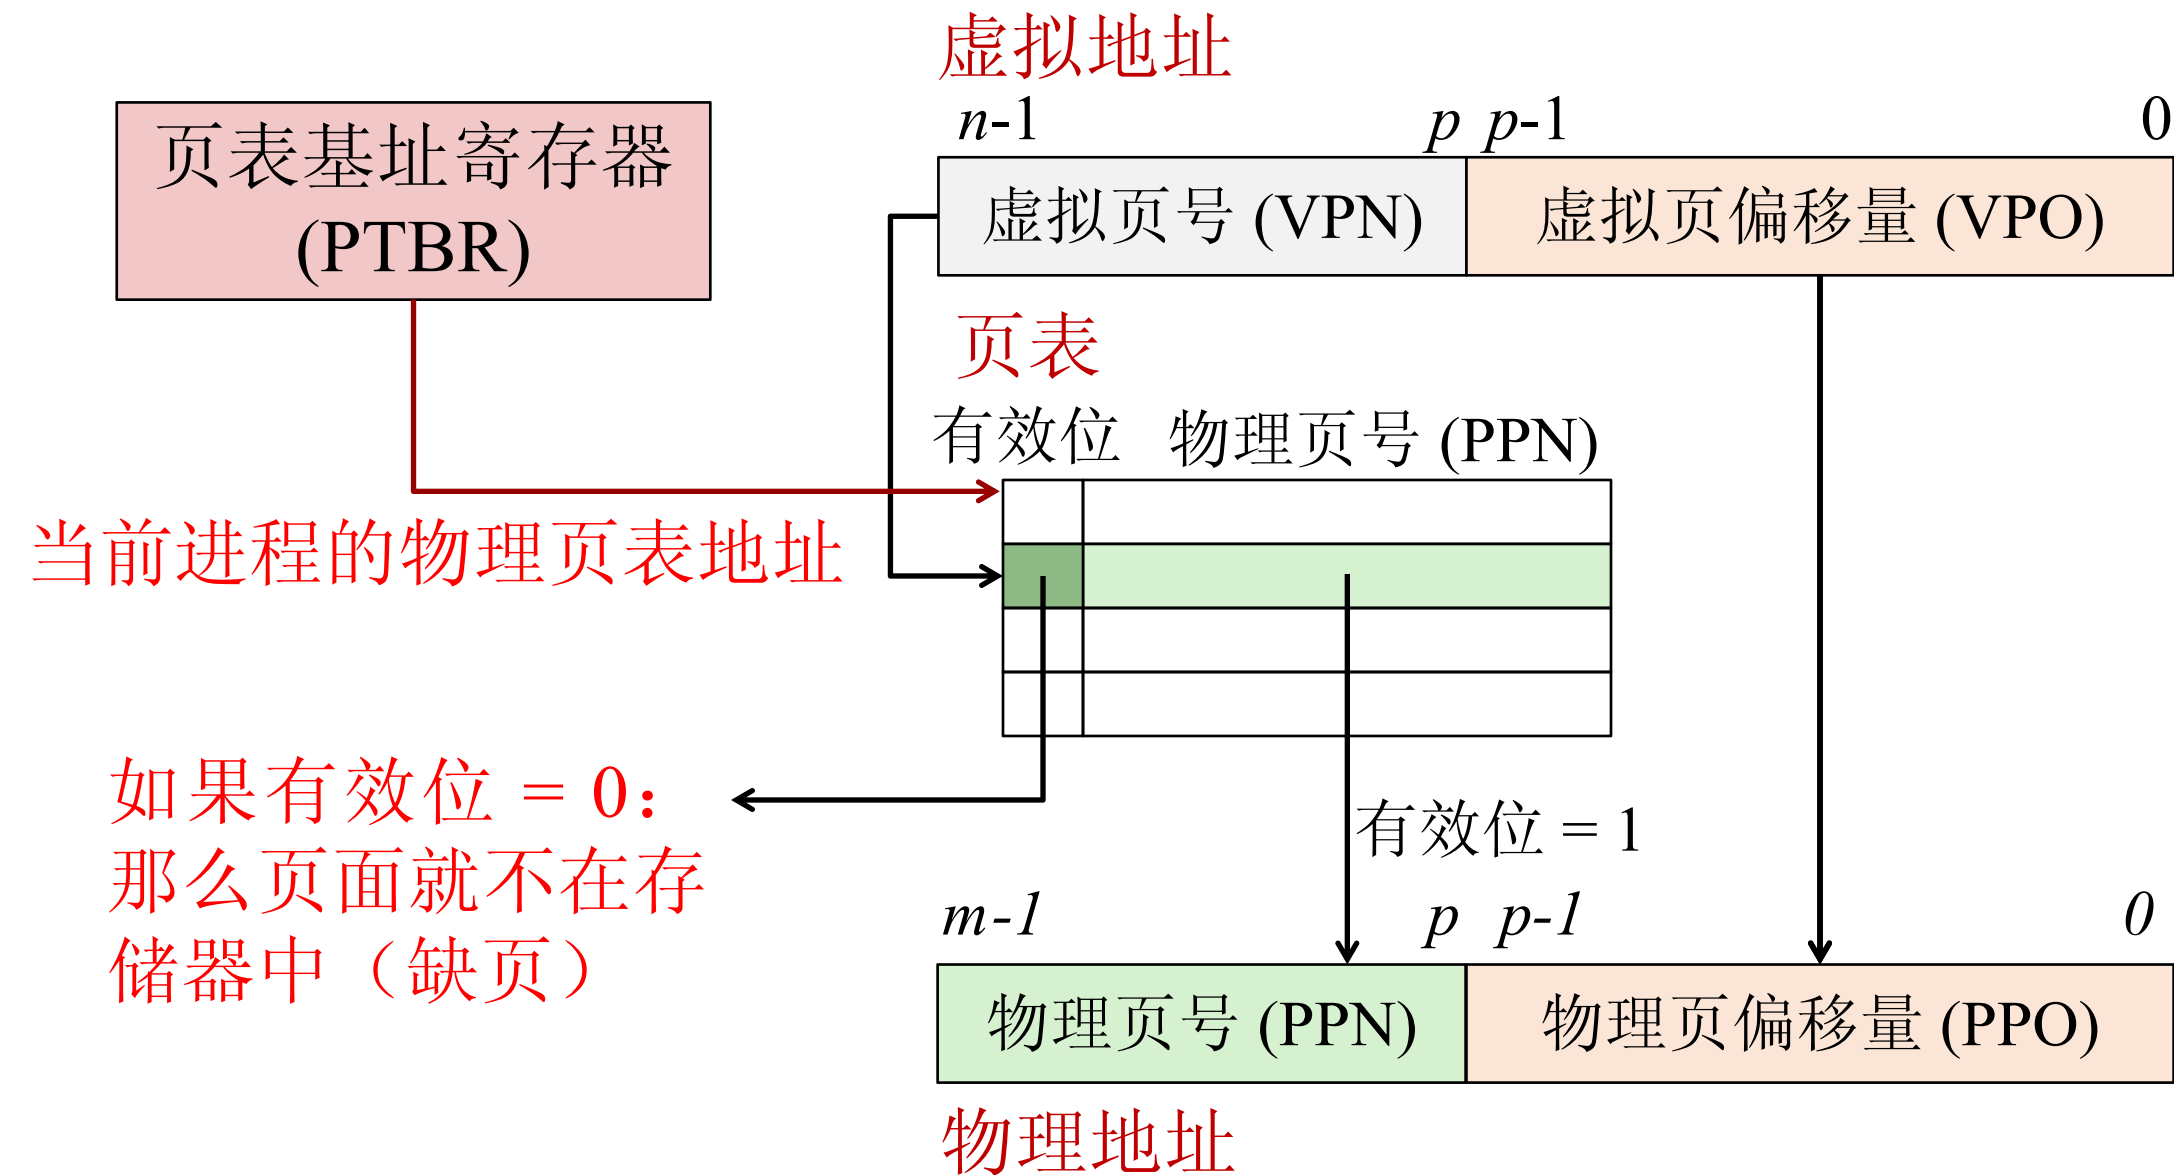 虚拟地址
n-1 p p-1 0
页表基址寄存器
(PTBR)
虚拟页号 (VPN) 虚拟页偏移量 (VPO)
页表
有效位 物理页号 (PPN)
当前进程的物理页表地址
如果有效位 = 0：
那么页面就不在存
储器中（缺页）
有效位 = 1
m-1 p p-1 0
物理页号 (PPN) 物理页偏移量 (PPO)
物理地址